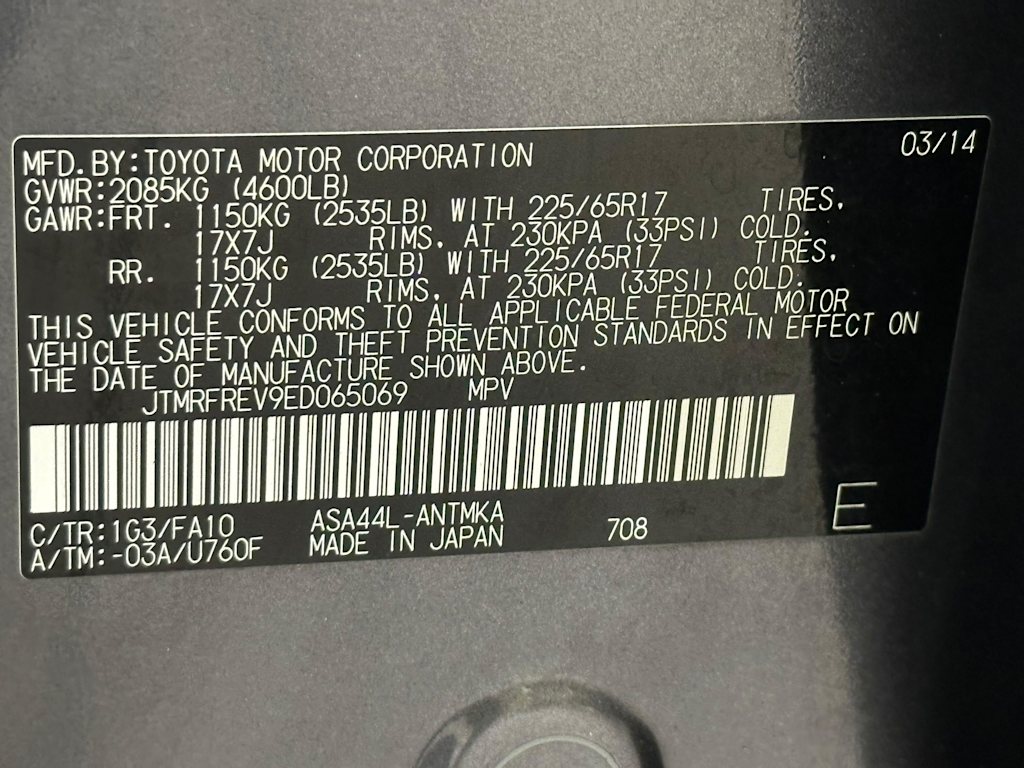 MFD.BY:TOYOTA MOTOR CORPORATION 03/14
GVWR:2085KG (4600LB)
GAWR:FRT. 1150KG (2535LB) WITH 225/65R17 TIRES,
17X7J RIMS, AT 230KPA (33PSI) COLD.
RR. 1150KG (2535LB) WITH 225/65R17 TIRES,
17X7J RIMS, AT 230KPA (33PSI) COLD.
THIS VEHICLE CONFORMS TO ALL APPLICABLE FEDERAL MOTOR
VEHICLE SAFETY AND THEFT PREVENTION STANDARDS IN EFFECT ON
THE DATE OF MANUFACTURE SHOWN ABOVE.
JTMRFREV9ED065069 MPV
C/TR:1G3/FA10 ASA44L-ANTMKA 708 E
A/TM:-03A/U760F MADE IN JAPAN